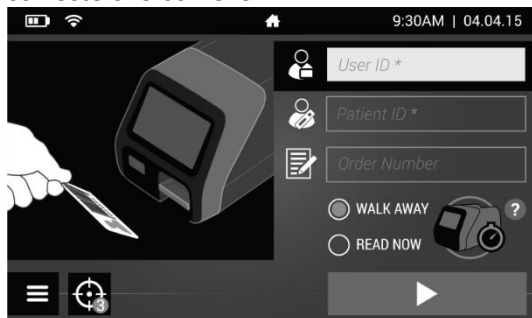 9:30AM | 04.04.15
User ID *
Patient ID *
Order Number
WALK AWAY
?
READ NOW
3